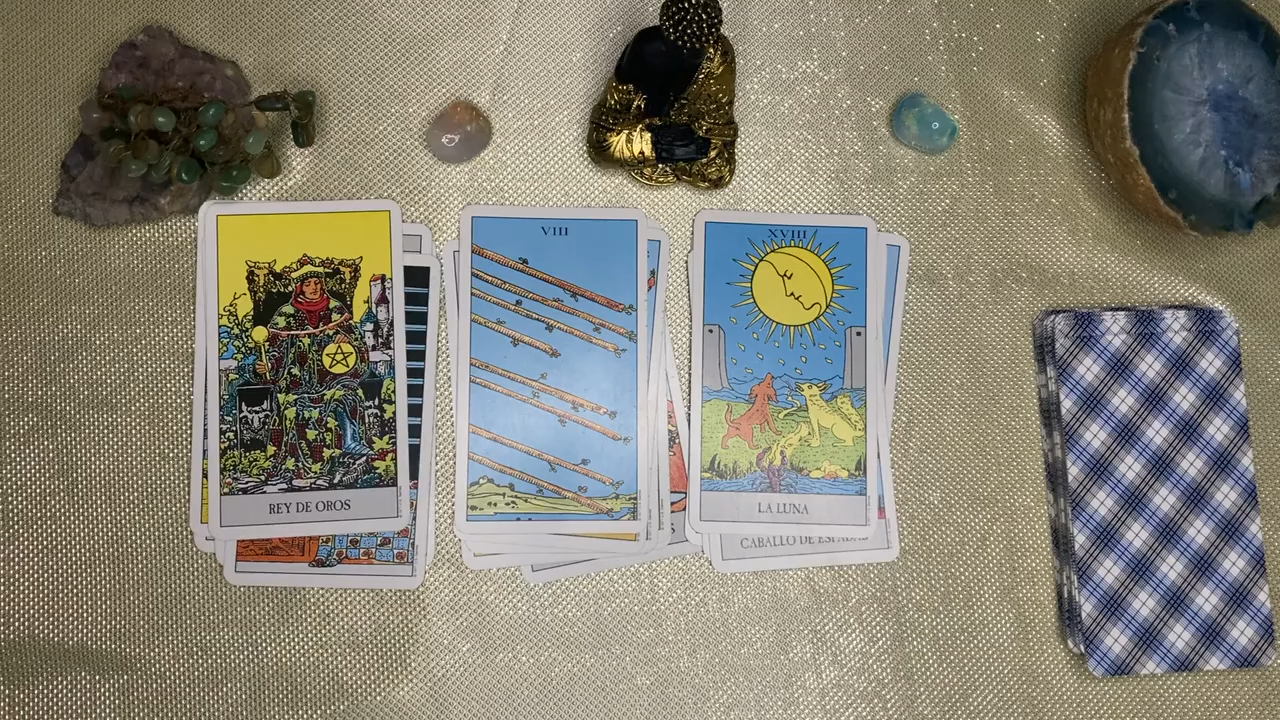 REY DE OROS
VIII
S
XVIII
LA LUNA
CABALLO DE ESPADAS